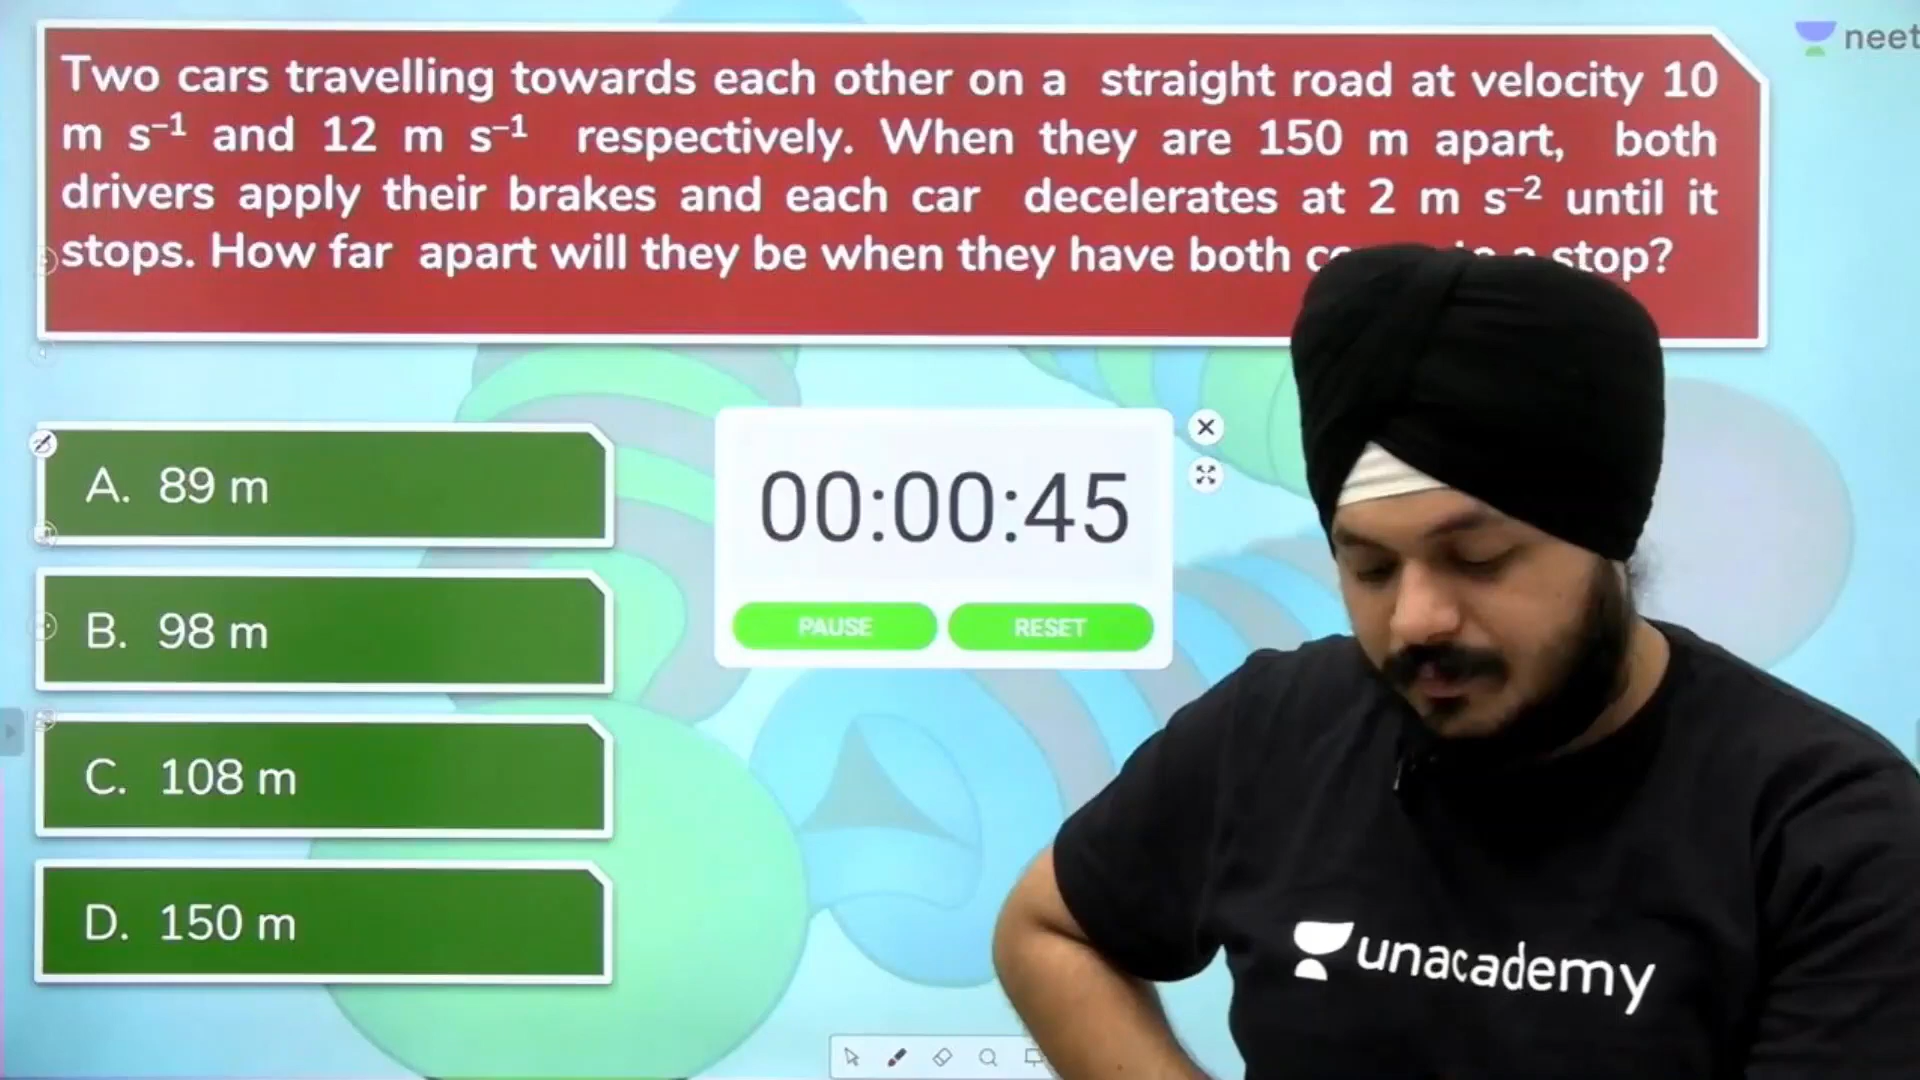 neet
Two cars travelling towards each other on a straight road at velocity 10
m s⁻¹ and 12 m s⁻¹ respectively. When they are 150 m apart, both
drivers apply their brakes and each car decelerates at 2 m s⁻² until it
stops. How far apart will they be when they have both stop?
A. 89 m
00:00:45
PAUSE RESET
B. 98 m
C. 108 m
D. 150 m
unacademy